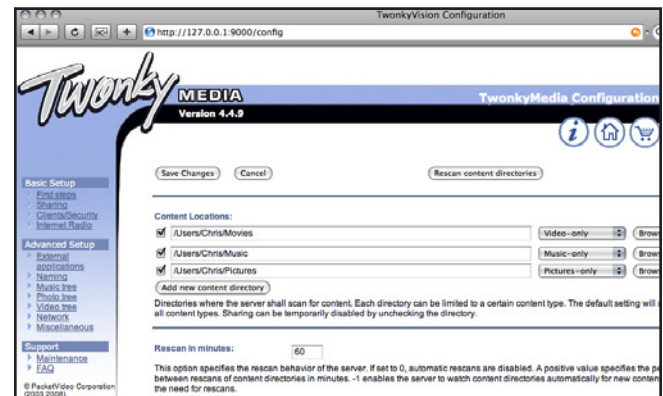 TwonkyVision Configuration
http://127.0.0.1:9000/config
Twonky
MEDIA
TwonkyMedia Configuration
Version 4.4.9
Save Changes
Cancel
Rescan content directories
Basic Setup
First steps
Sharing
Clients/Security
Internet Radio
Advanced Setup
External applications
Naming
Music tree
Photo tree
Video tree
Network
Miscellaneous
Support
Maintenance
FAQ
© PacketVideo Corporation
(2003 2008).
Content Locations:
/Users/Chris/Movies
Video-only
/Users/Chris/Music
Music-only
/Users/Chris/Pictures
Pictures-only
Add new content directory
Directories where the server shall scan for content. Each directory can be limited to a certain content type. The default setting will
all content types. Sharing can be temporarily disabled by unchecking the directory.
Rescan in minutes:
60
This option specifies the rescan behavior of the server. If set to 0, automatic rescans are disabled. A positive value specifies the
between rescans of content directories in minutes. -1 enables the server to watch content directories automatically for new
the need for rescans.